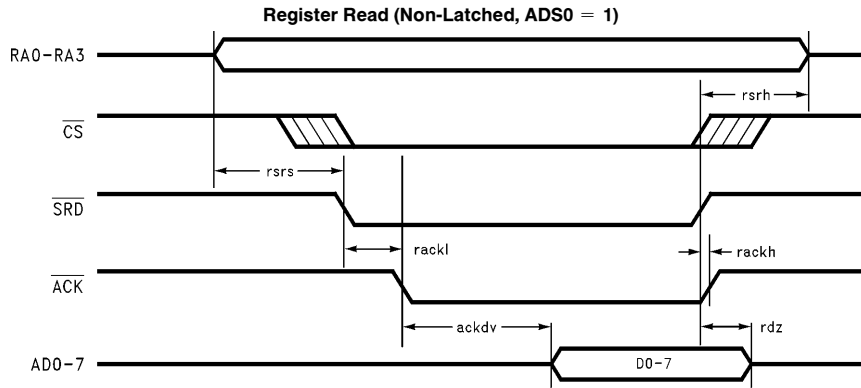 Register Read (Non-Latched, ADS0 = 1)
RA0-RA3
rsrh
CS
rsrs
SRD
rackl
rackh
ACK
ackdv
rdz
AD0-7
D0-7